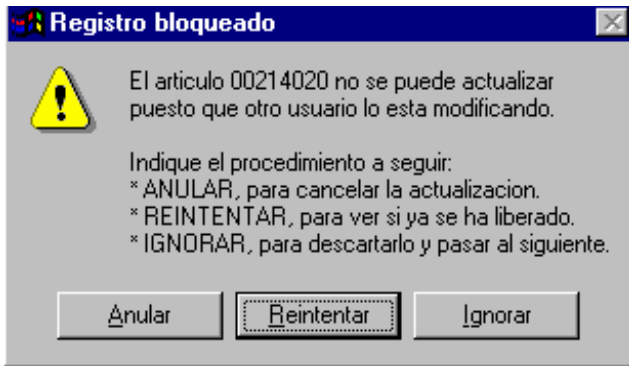 Registro bloqueado
El articulo 00214020 no se puede actualizar
puesto que otro usuario lo esta modificando.
Indique el procedimiento a seguir:
* ANULAR, para cancelar la actualizacion.
* REINTENTAR, para ver si ya se ha liberado.
* IGNORAR, para descartarlo y pasar al siguiente.
Anular
Reintentar
Ignorar